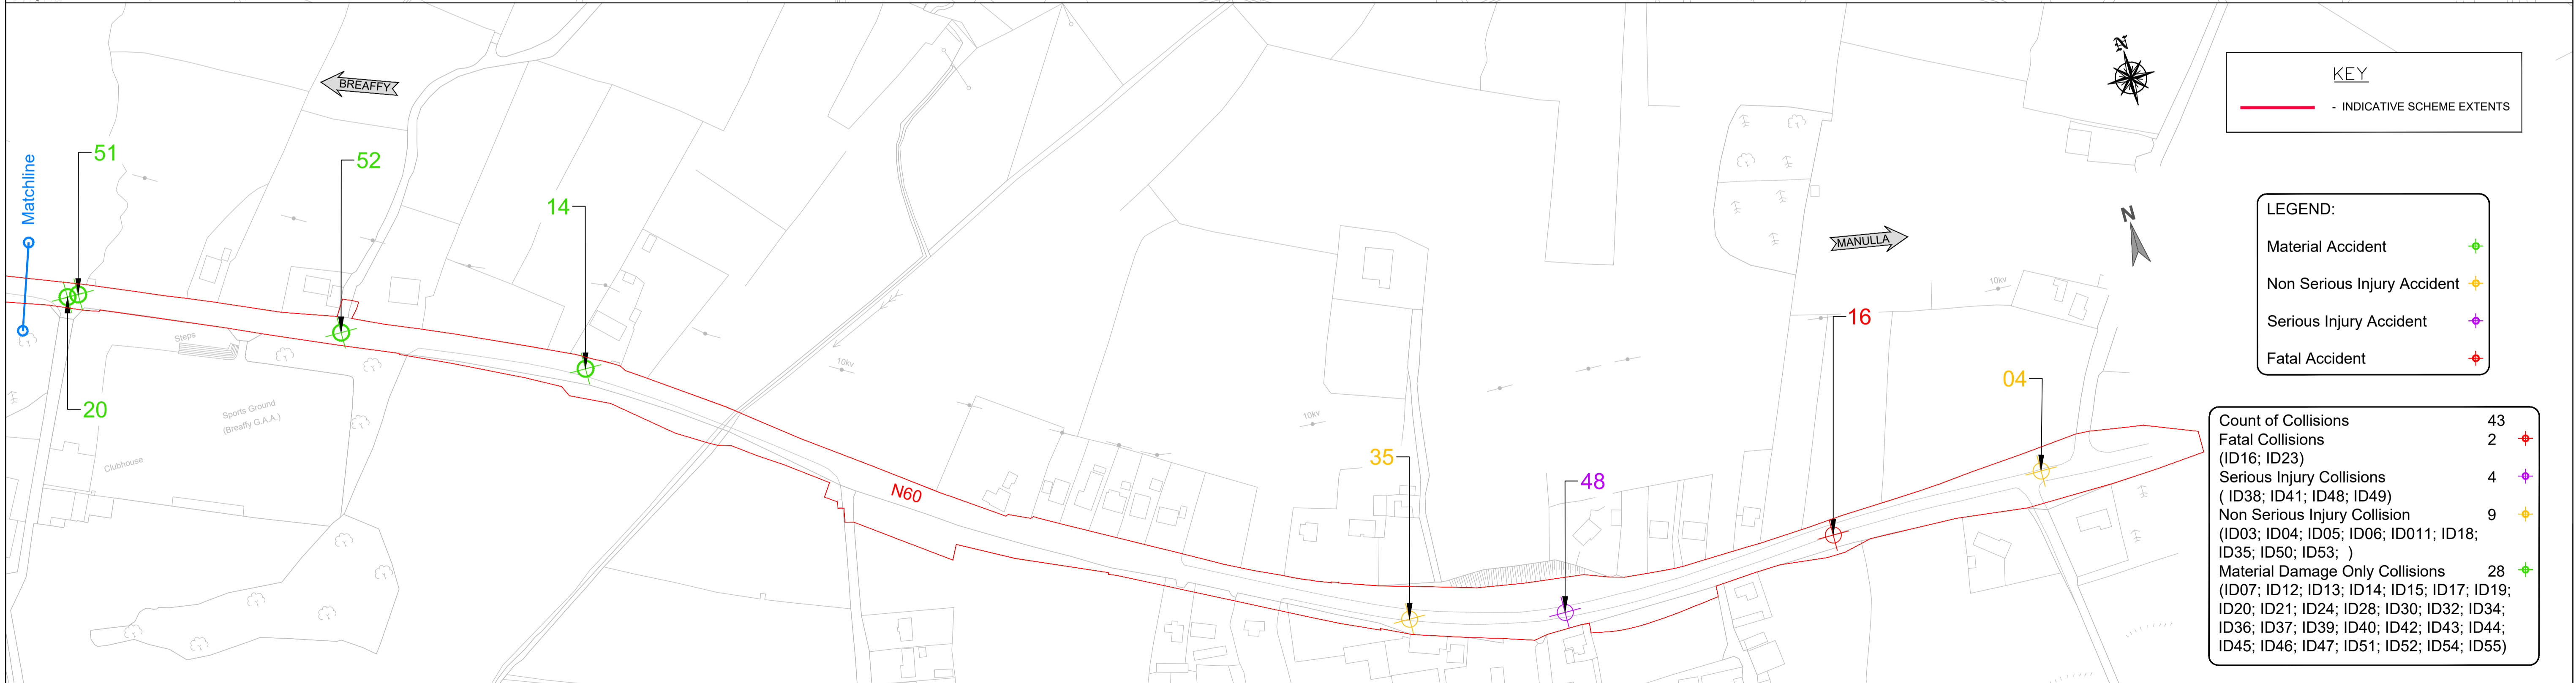 BREAFFY
Matchline
51
52
14
20
Steps
Sports Ground
(Breaffy G.A.A.)
Clubhouse
10kv
N60
10kv
35
48
MANULLA
10kv
16
04
N
N
KEY
- INDICATIVE SCHEME EXTENTS
LEGEND:
Material Accident
Non Serious Injury Accident
Serious Injury Accident
Fatal Accident
Count of Collisions 43
Fatal Collisions 2
(ID16; ID23)
Serious Injury Collisions 4
( ID38; ID41; ID48; ID49)
Non Serious Injury Collision 9
(ID03; ID04; ID05; ID06; ID011; ID18;
ID35; ID50; ID53; )
Material Damage Only Collisions 28
(ID07; ID12; ID13; ID14; ID15; ID17; ID19;
ID20; ID21; ID24; ID28; ID30; ID32; ID34;
ID36; ID37; ID39; ID40; ID42; ID43; ID44;
ID45; ID46; ID47; ID51; ID52; ID54; ID55)